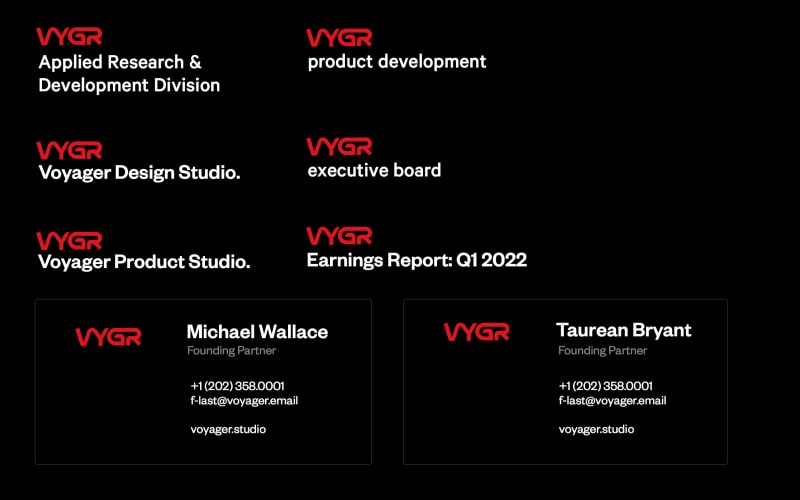 VYGR
Applied Research &
Development Division
VYGR
product development
VYGR
Voyager Design Studio.
VYGR
executive board
VYGR
Voyager Product Studio.
VYGR
Earnings Report: Q1 2022
VYGR
Michael Wallace
Founding Partner
+1 (202) 358.0001
f-last@voyager.email
voyager.studio
VYGR
Taurean Bryant
Founding Partner
+1 (202) 358.0001
f-last@voyager.email
voyager.studio